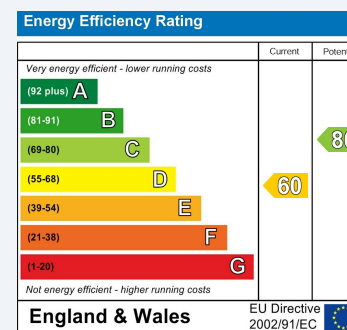 Energy Efficiency Rating
Current
Very energy efficient - lower running costs
(92 plus) A
(81-91) B
(69-80) C
(55-68) D
60
(39-54) E
(21-38) F
(1-20) G
Not energy efficient - higher running costs
England & Wales
EU Directive
2002/91/EC